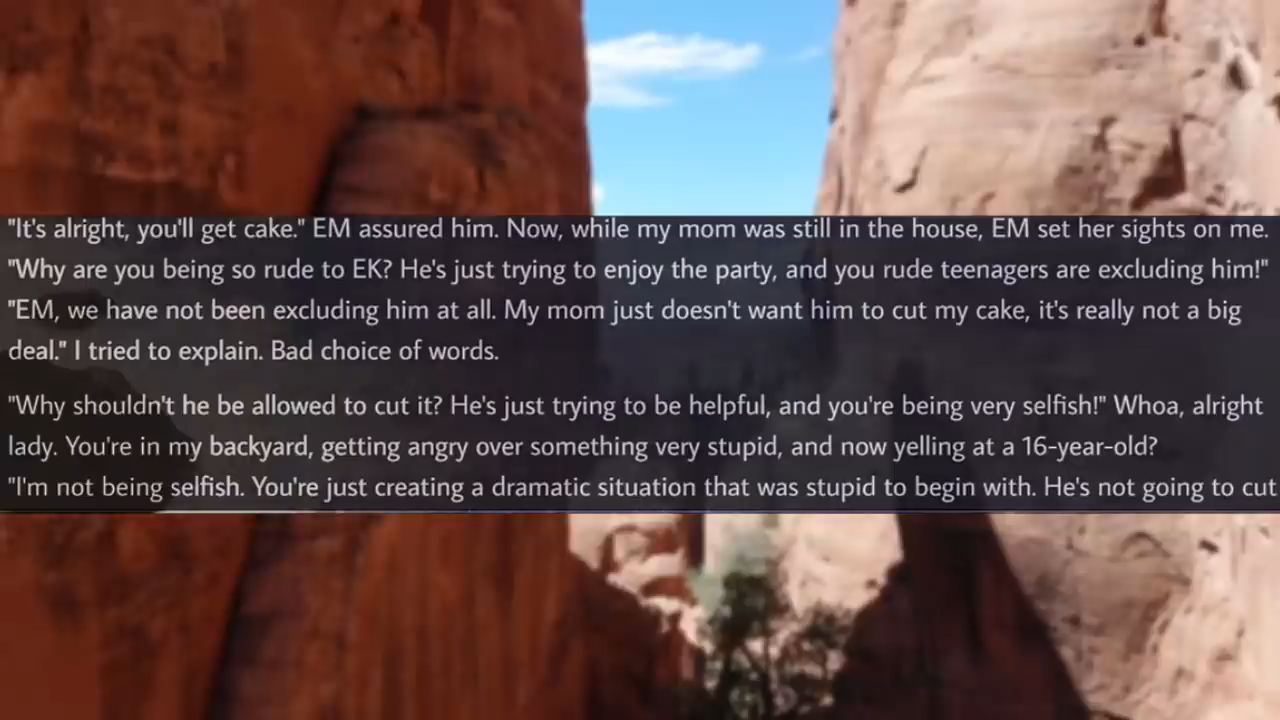 "It's alright, you'll get cake." EM assured him. Now, while my mom was still in the house, EM set her sights on me.
"Why are you being so rude to EK? He's just trying to enjoy the party, and you rude teenagers are excluding him!"
"EM, we have not been excluding him at all. My mom just doesn't want him to cut my cake, it's really not a big
deal." I tried to explain. Bad choice of words.
"Why shouldn't he be allowed to cut it? He's just trying to be helpful, and you're being very selfish!" Whoa, alright
lady. You're in my backyard, getting angry over something very stupid, and now yelling at a 16-year-old?
"I'm not being selfish. You're just creating a dramatic situation that was stupid to begin with. He's not going to cut